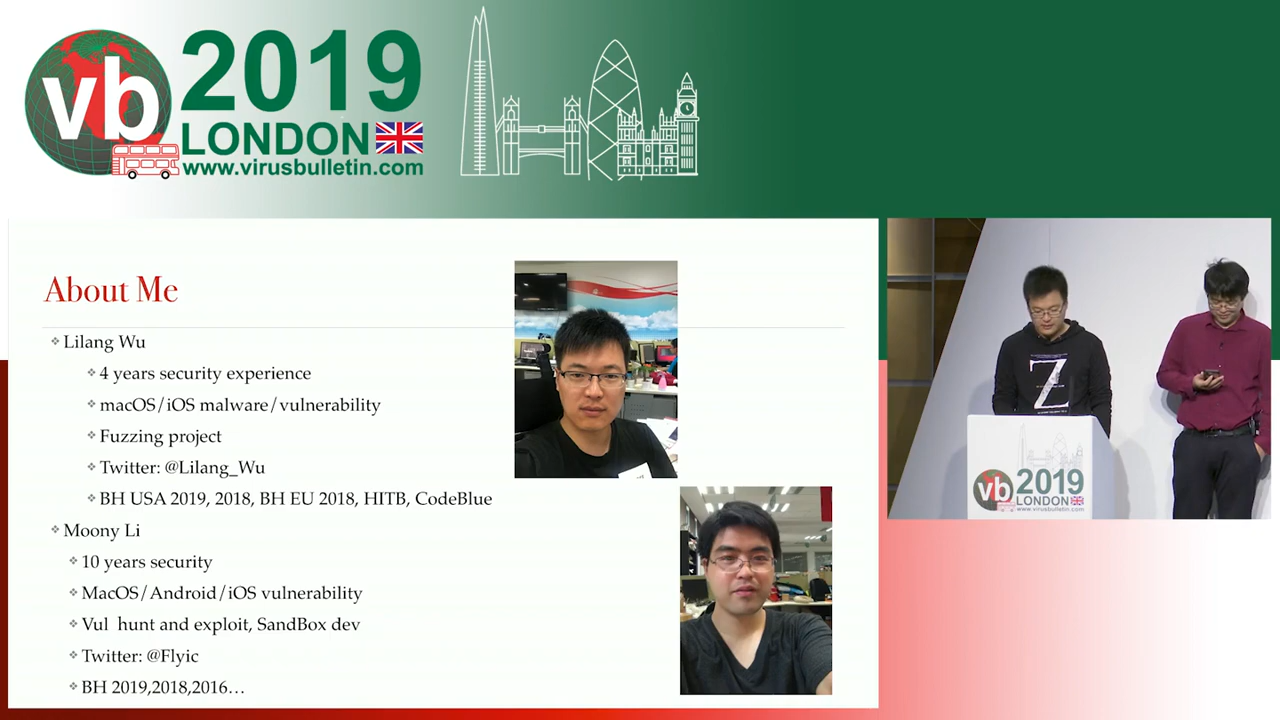 vb
2019
LONDON
www.virusbulletin.com
About Me
Lilang Wu
4 years security experience
macOS/iOS malware/vulnerability
Fuzzing project
Twitter: @Lilang_Wu
BH USA 2019, 2018, BH EU 2018, HITB, CodeBlue
Moony Li
10 years security
MacOS/Android/iOS vulnerability
Vul hunt and exploit, SandBox dev
Twitter: @Flyic
BH 2019,2018,2016…
Z
vb
2019
LONDON
www.virusbulletin.com